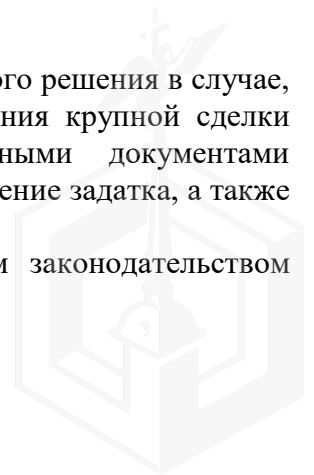 ого решения в случае,
ния крупной сделки
ными документами
ение задатка, а также
м законодательством